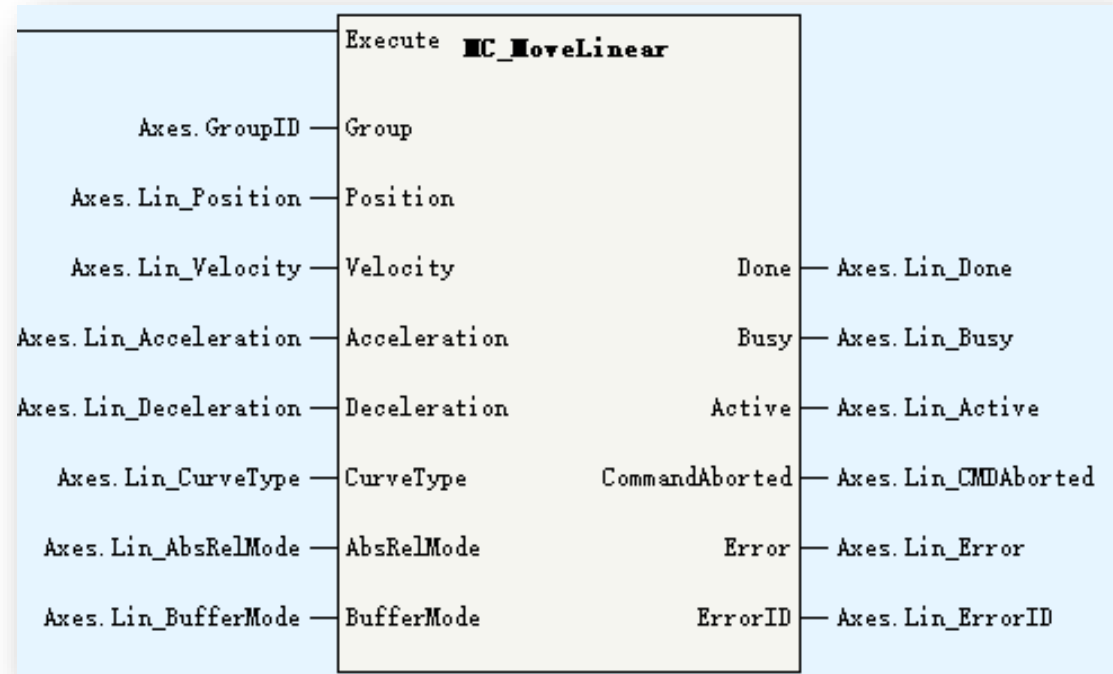 Execute MC_MoveLinear
Axes.GroupID Group
Axes.Lin_Position Position
Axes.Lin_Velocity Velocity Done Axes.Lin_Done
Axes.Lin_Acceleration Acceleration Busy Axes.Lin_Busy
Axes.Lin_Deceleration Deceleration Active Axes.Lin_Active
Axes.Lin_CurveType CurveType CommandAborted Axes.Lin_CMDAborted
Axes.Lin_AbsRelMode AbsRelMode Error Axes.Lin_Error
Axes.Lin_BufferMode BufferMode ErrorID Axes.Lin_ErrorID